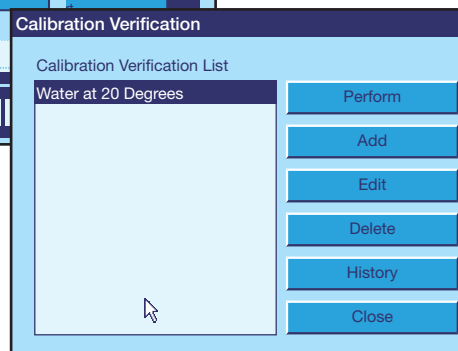 Calibration Verification
Calibration Verification List
Water at 20 Degrees
Perform
Add
Edit
Delete
History
Close